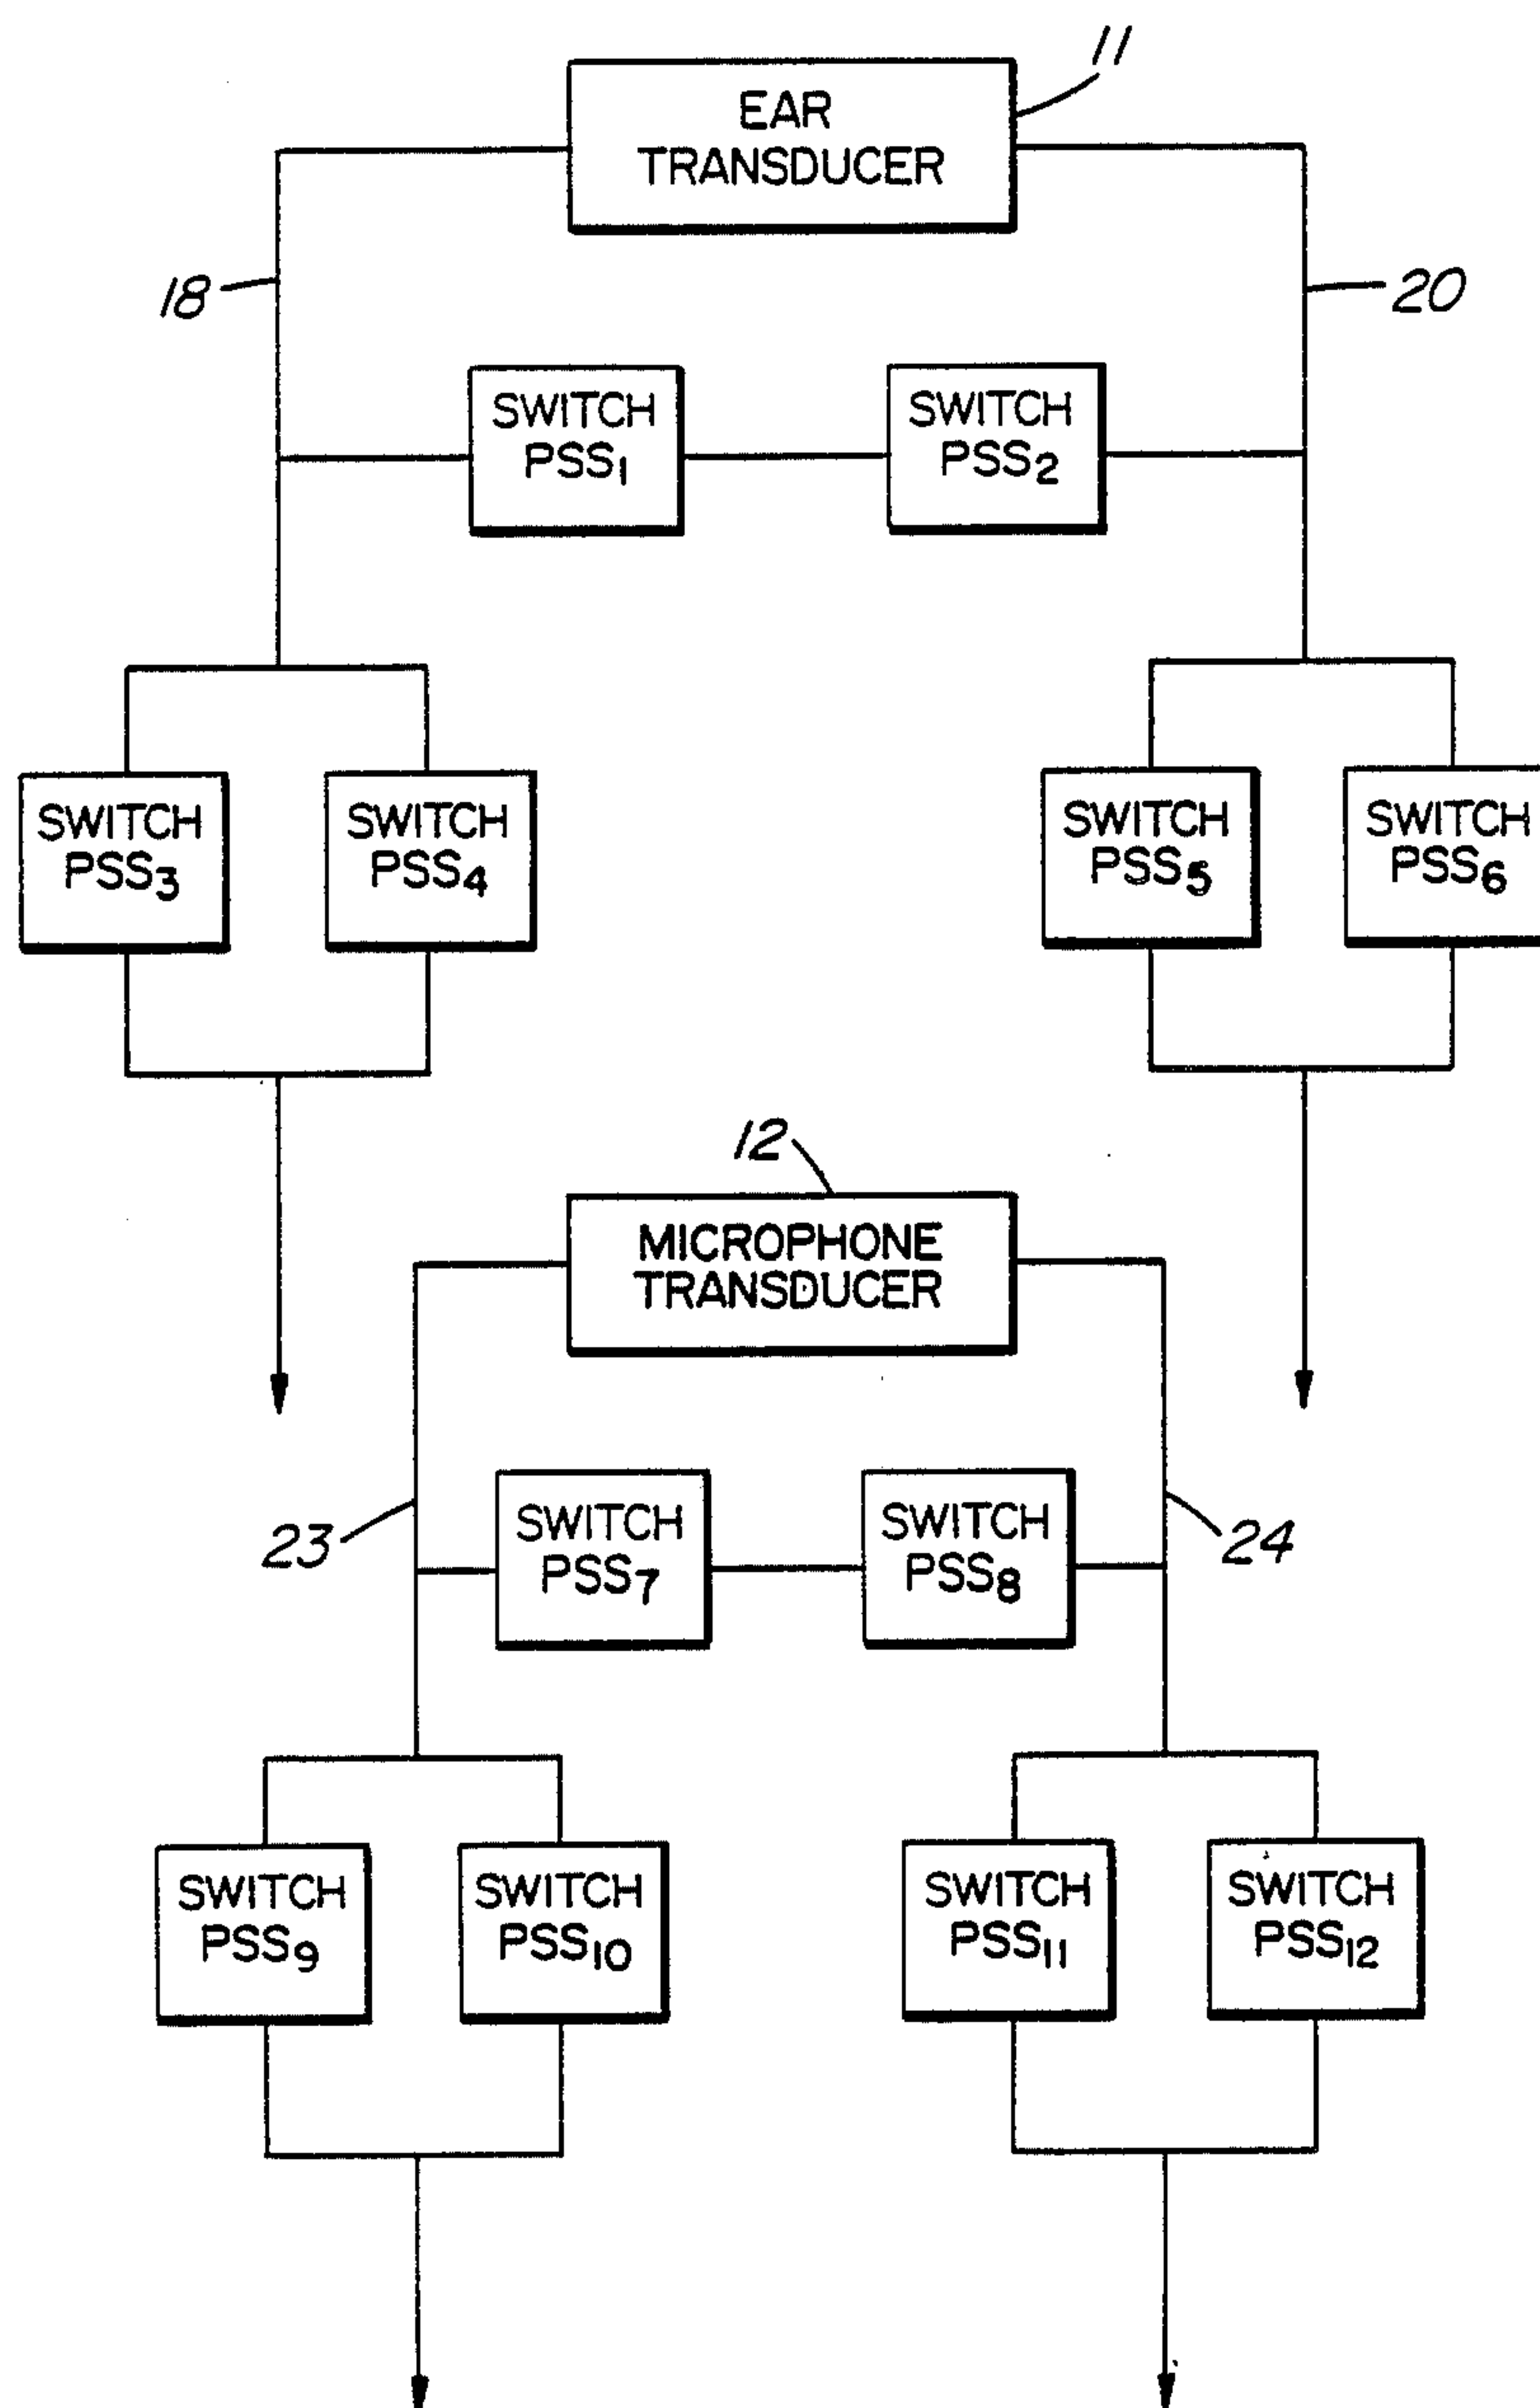 11
EAR
TRANSDUCER
18
20
SWITCH
PSS1
SWITCH
PSS2
SWITCH
PSS3
SWITCH
PSS4
SWITCH
PSS5
SWITCH
PSS6
12
MICROPHONE
TRANSDUCER
23
24
SWITCH
PSS7
SWITCH
PSS8
SWITCH
PSS9
SWITCH
PSS10
SWITCH
PSS11
SWITCH
PSS12